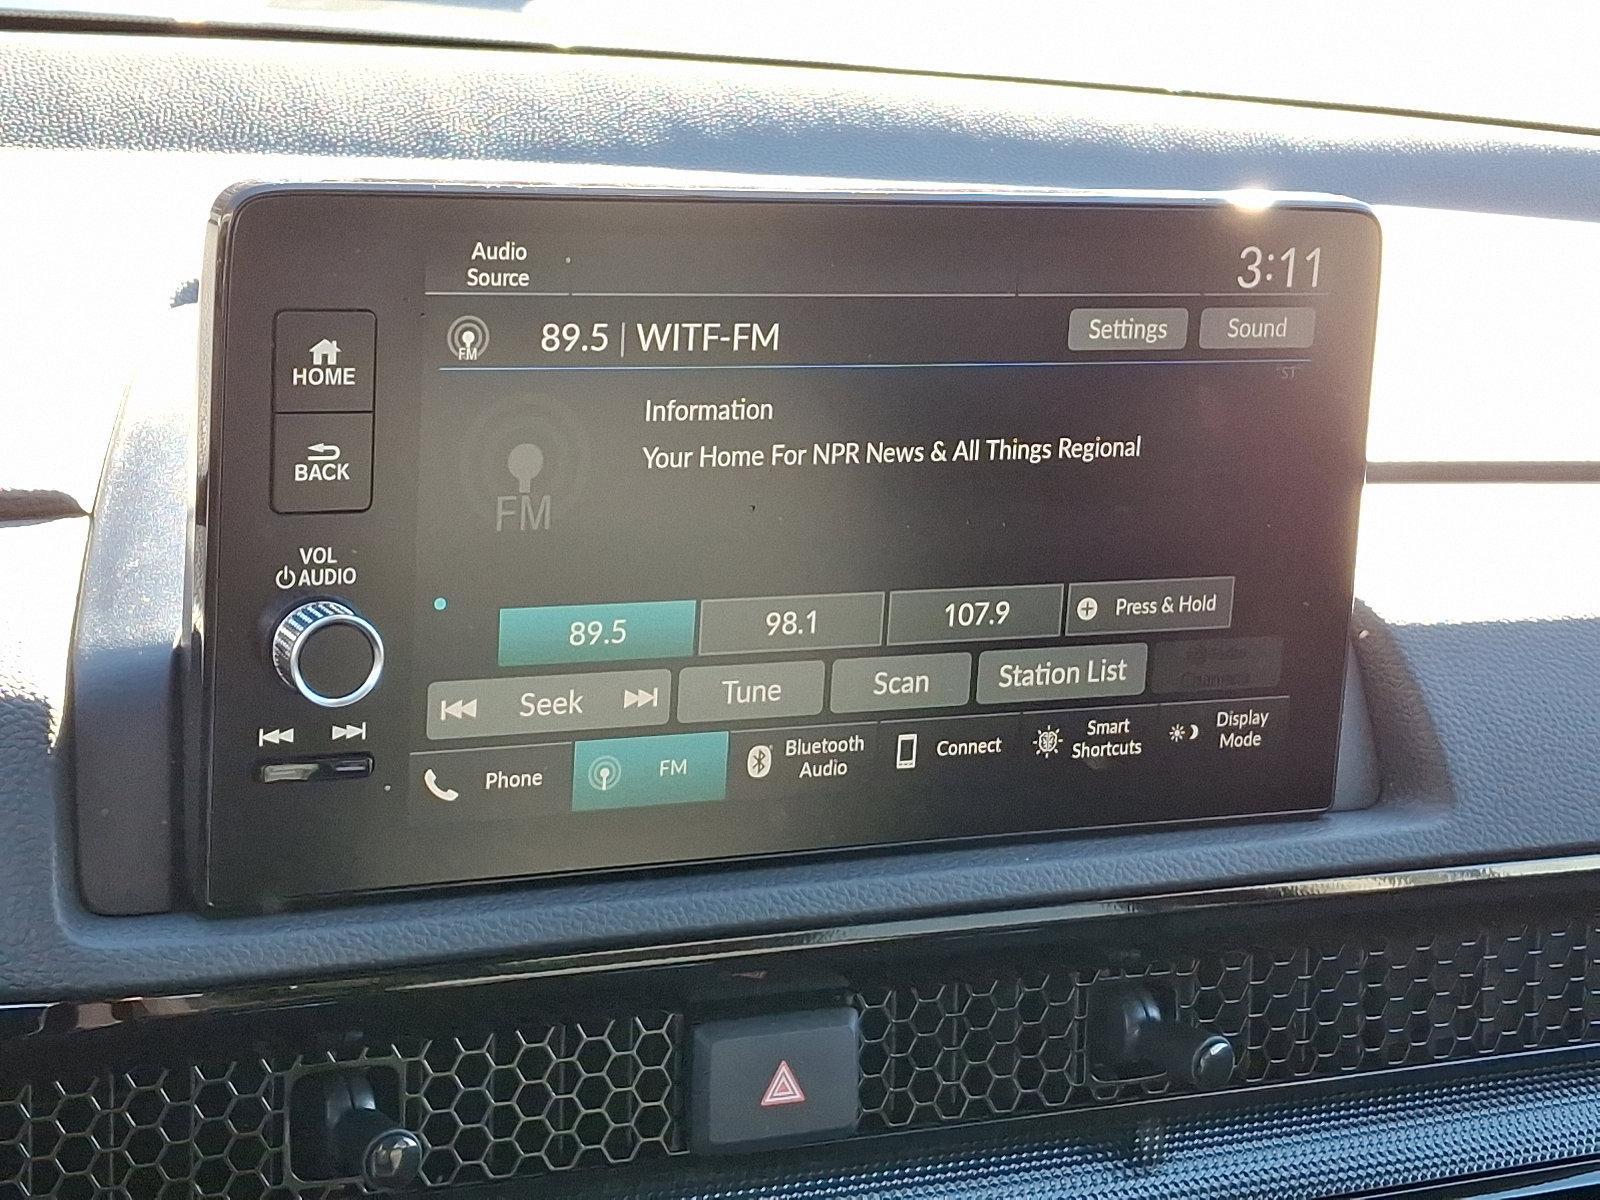 Audio
Source
3:11
FM
89.5 | WITF-FM
Settings
Sound
ST
HOME
BACK
VOL
AUDIO
FM
Information
Your Home For NPR News & All Things Regional
89.5
98.1
107.9
Press & Hold
Seek
Tune
Scan
Station List
Phone
FM
Bluetooth
Audio
Connect
Smart
Shortcuts
Display
Mode